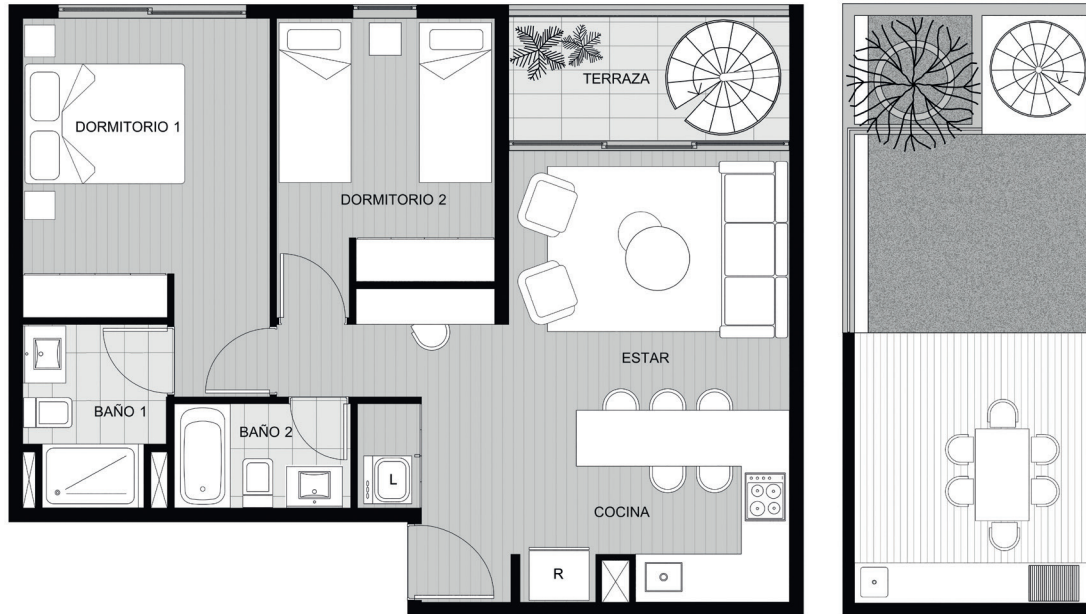 TERRAZA
DORMITORIO 1
DORMITORIO 2
ESTAR
BAÑO 1
BAÑO 2
L
COCINA
R